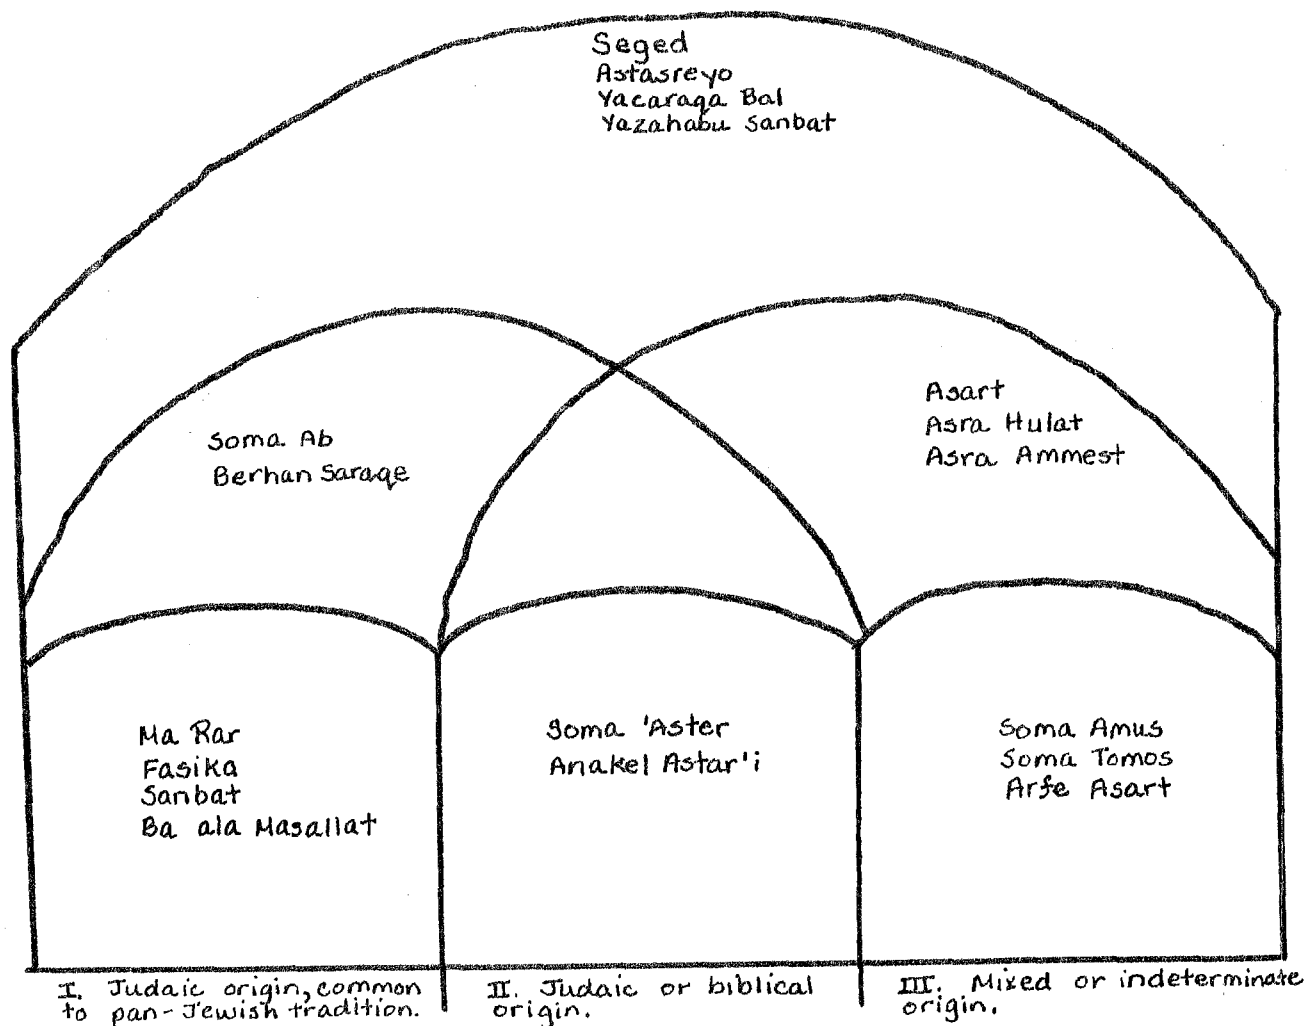 Seged
Astasreyo
Yacaraqa Bal
Yazahabu Sanbat
Soma Ab
Berhan Saraqe
Asart
Asra Hulat
Asra Ammest
Ma Rar
Fasika
Sanbat
Ba ala Masallat
Soma 'Aster
Anakel Astar'i
Soma Amus
Soma Tomos
Arfe Asart
I. Judaic origin, common
to pan-Jewish tradition.
II. Judaic or biblical
origin.
III. Mixed or indeterminate
origin.